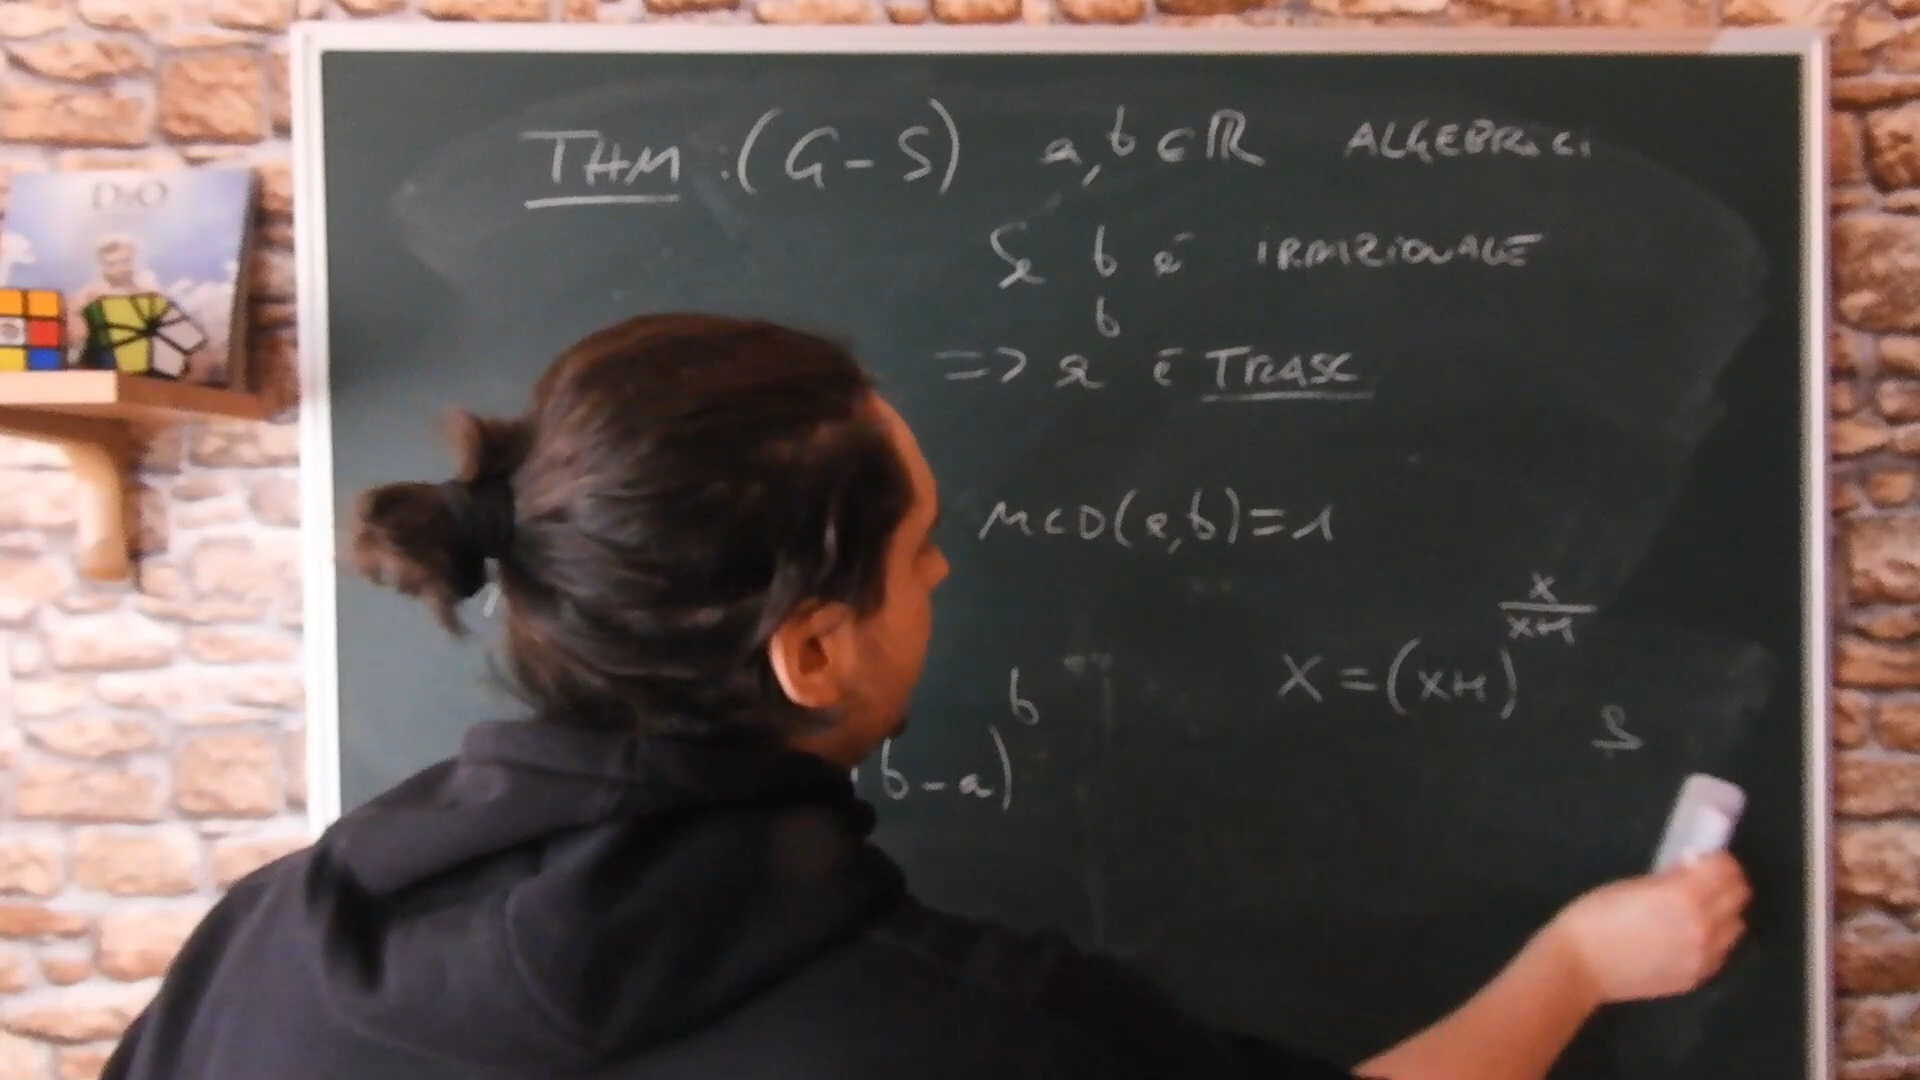 THM: (G-S) a, b ∈ ℝ ALGEBRICI
Se b è IRRAZIONALE
=> a^b è TRASC
MCD(a,b)=1
x = (x+1)^(x/(x+1))
(b-a)^b
D&O